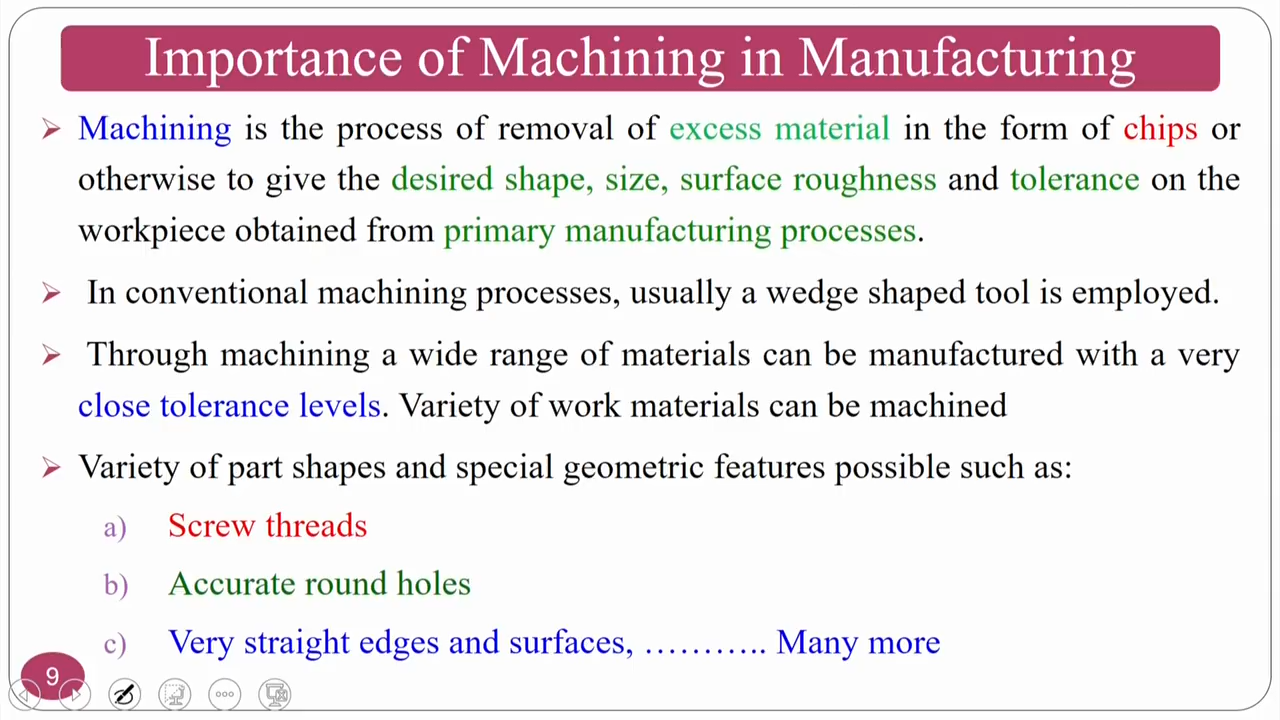 Importance of Machining in Manufacturing
➢ Machining is the process of removal of excess material in the form of chips or
otherwise to give the desired shape, size, surface roughness and tolerance on the
workpiece obtained from primary manufacturing processes.
➢ In conventional machining processes, usually a wedge shaped tool is employed.
➢ Through machining a wide range of materials can be manufactured with a very
close tolerance levels. Variety of work materials can be machined
➢ Variety of part shapes and special geometric features possible such as:
a) Screw threads
b) Accurate round holes
c) Very straight edges and surfaces, ……….. Many more
9